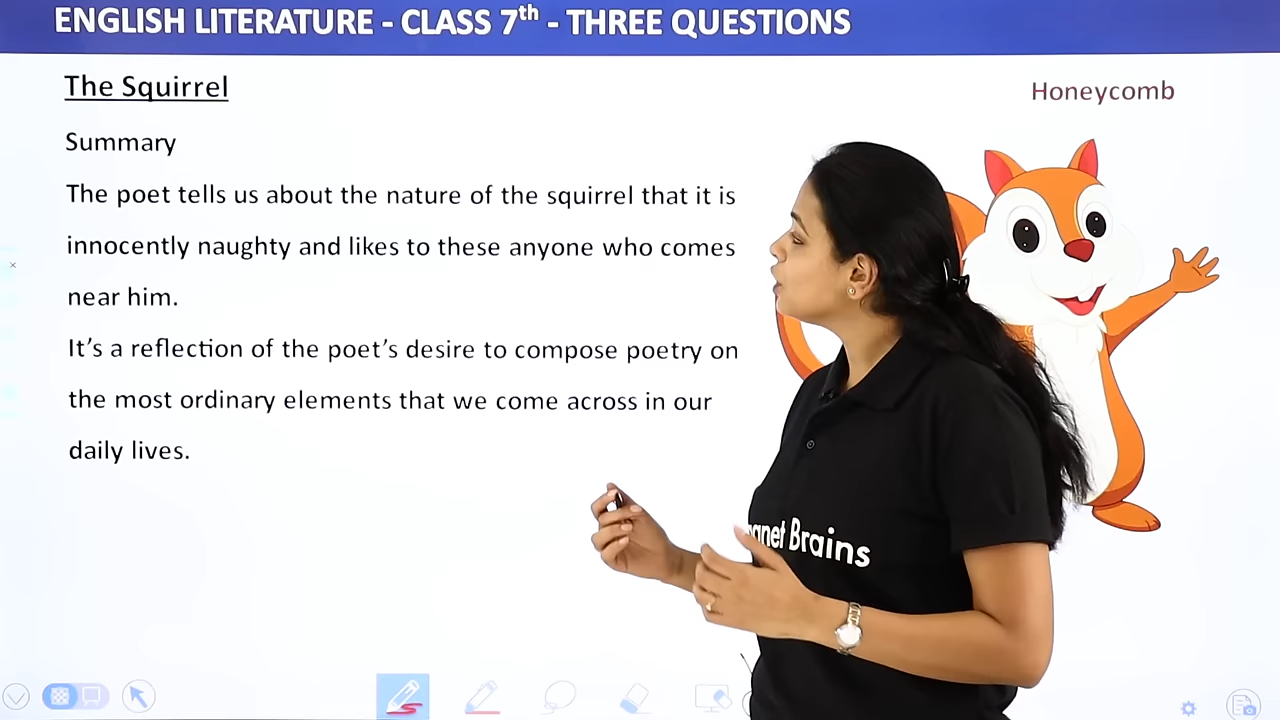 ENGLISH LITERATURE - CLASS 7th - THREE QUESTIONS
The Squirrel
Honeycomb
Summary
The poet tells us about the nature of the squirrel that it is
innocently naughty and likes to these anyone who comes
near him.
It’s a reflection of the poet’s desire to compose poetry on
the most ordinary elements that we come across in our
daily lives.
Brains